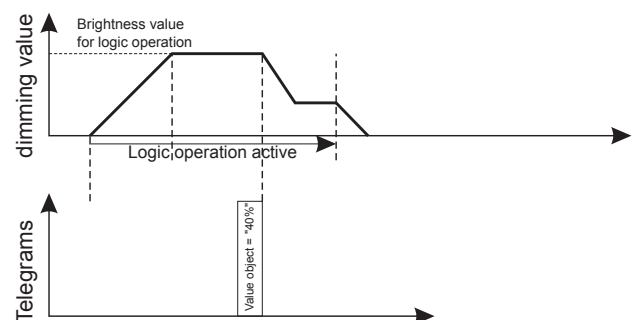 dimming value
Brightness value
for logic operation
Logic operation active
Telegrams
Value object = "40%"